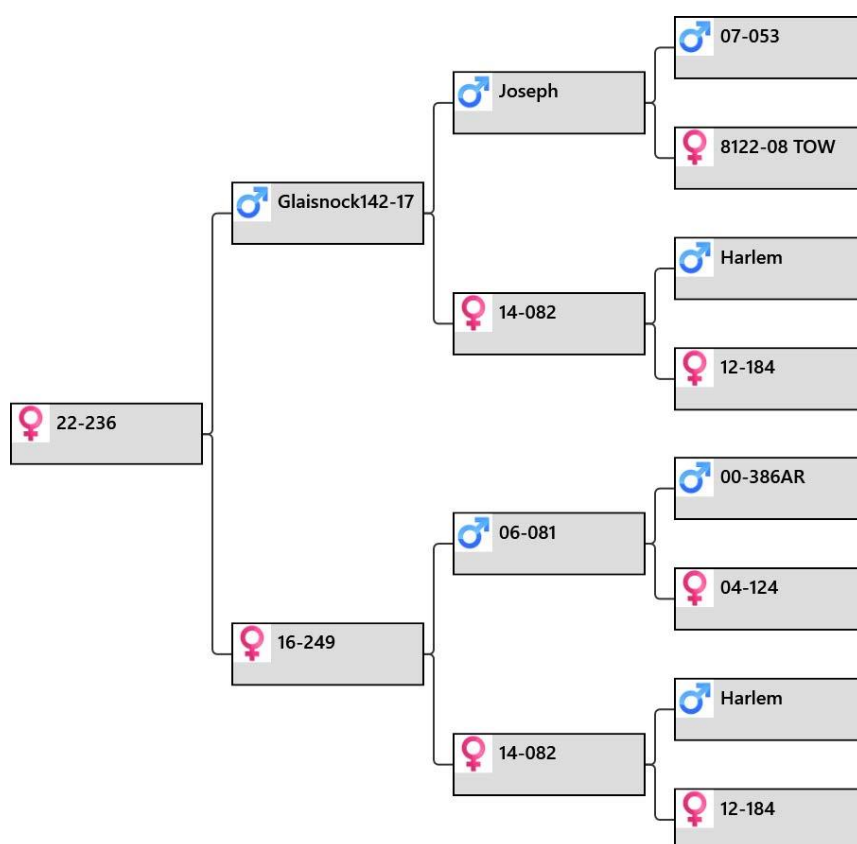 07-053
Joseph
8122-08 TOW
Glaisnock142-17
Harlem
14-082
12-184
22-236
00-386AR
06-081
04-124
16-249
Harlem
14-082
12-184